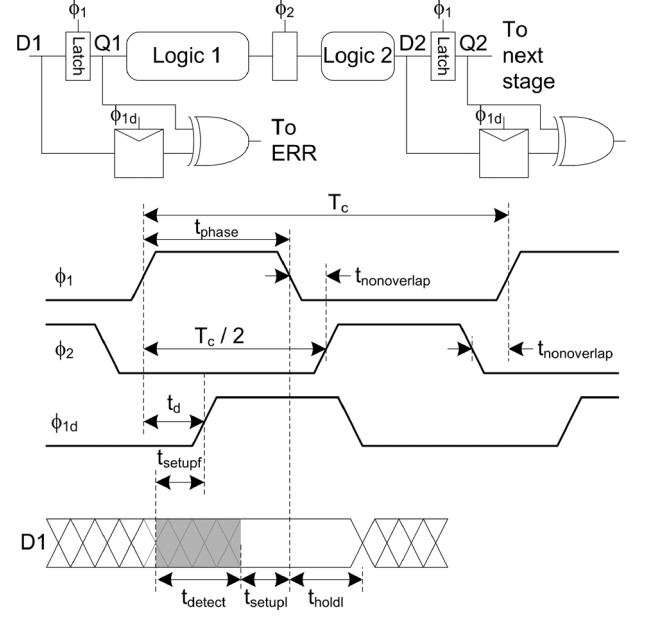 ϕ1 ϕ2 ϕ1
D1 Latch Q1 Logic 1 Logic 2 D2 Latch Q2 To next stage
ϕ1d To ERR ϕ1d
Tc
tphase
ϕ1 tnonoverlap
ϕ2 Tc / 2 tnonoverlap
td
ϕ1d
tsetupf
D1
tdetect tsetupl tholdl